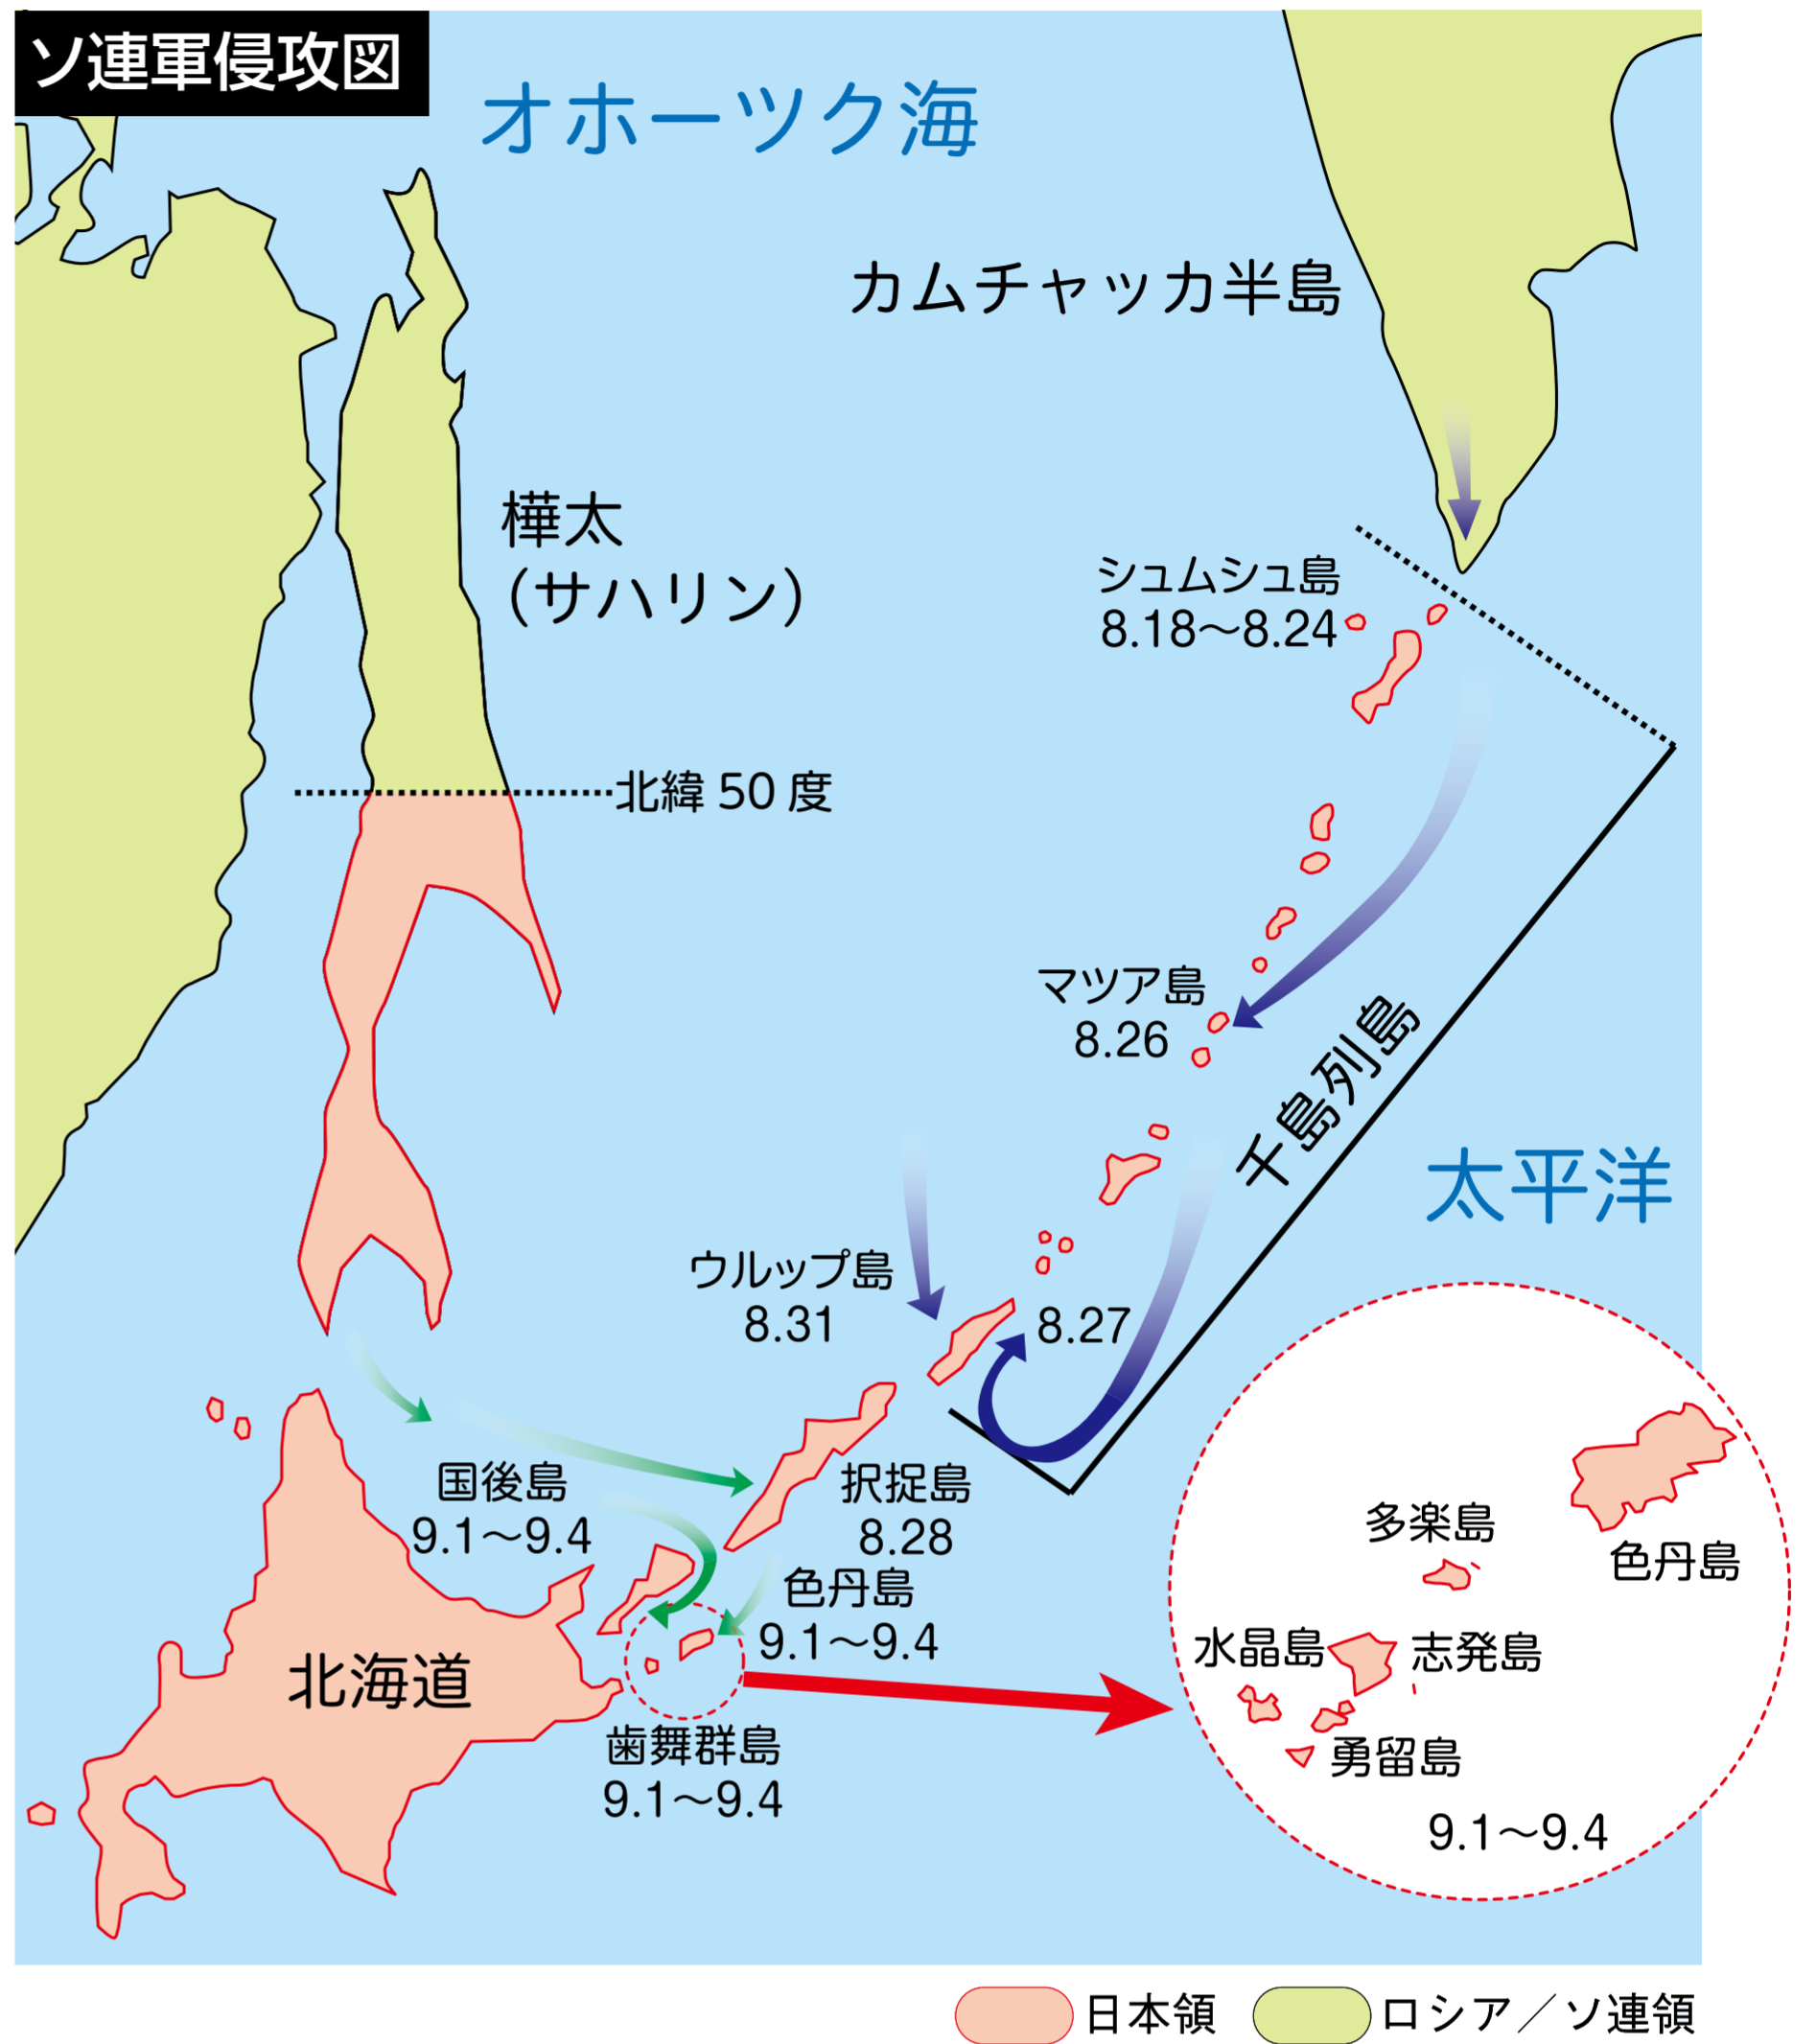 ソ連軍侵攻図
オホーツク海
カムチャッカ半島
樺太
（サハリン）
シュムシュ島
8.18～8.24
北緯50度
マツア島
8.26
千島列島
太平洋
ウルップ島
8.31
8.27
国後島
9.1～9.4
択捉島
8.28
色丹島
9.1～9.4
北海道
歯舞群島
9.1～9.4
多楽島
色丹島
水晶島
志発島
勇留島
9.1～9.4
日本領
ロシア／ソ連領